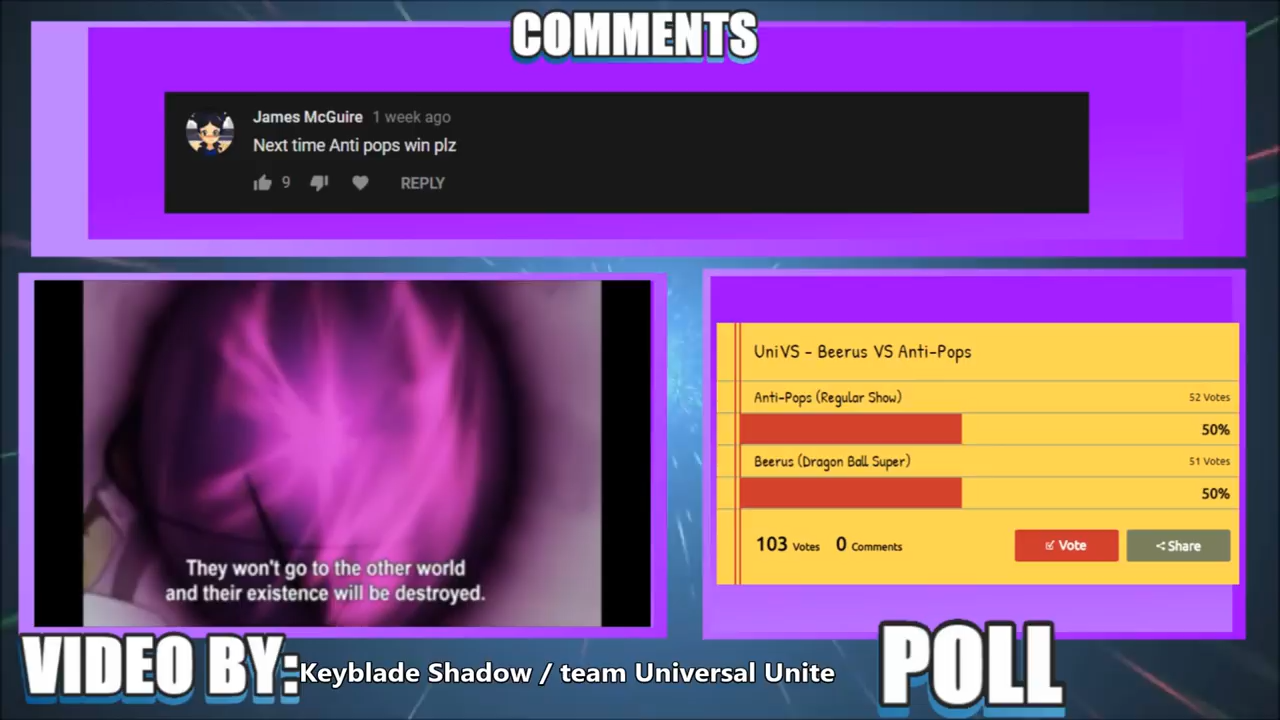 COMMENTS
James McGuire 1 week ago
Next time Anti pops win plz
9 REPLY
They won't go to the other world
and their existence will be destroyed.
UniVS - Beerus VS Anti-Pops
Anti-Pops (Regular Show) 52 Votes
50%
Beerus (Dragon Ball Super) 51 Votes
50%
103 Votes 0 Comments Vote Share
VIDEO BY: Keyblade Shadow / team Universal Unite
POLL